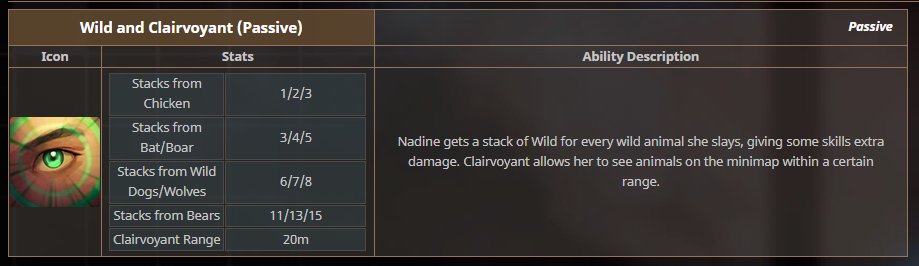 Wild and Clairvoyant (Passive)
Passive
Icon
Stats
Ability Description
Stacks from
Chicken
1/2/3
Stacks from
Bat/Boar
3/4/5
Stacks from Wild
Dogs/Wolves
6/7/8
Stacks from Bears
11/13/15
Clairvoyant Range
20m
Nadine gets a stack of Wild for every wild animal she slays, giving some skills extra
damage. Clairvoyant allows her to see animals on the minimap within a certain
range.